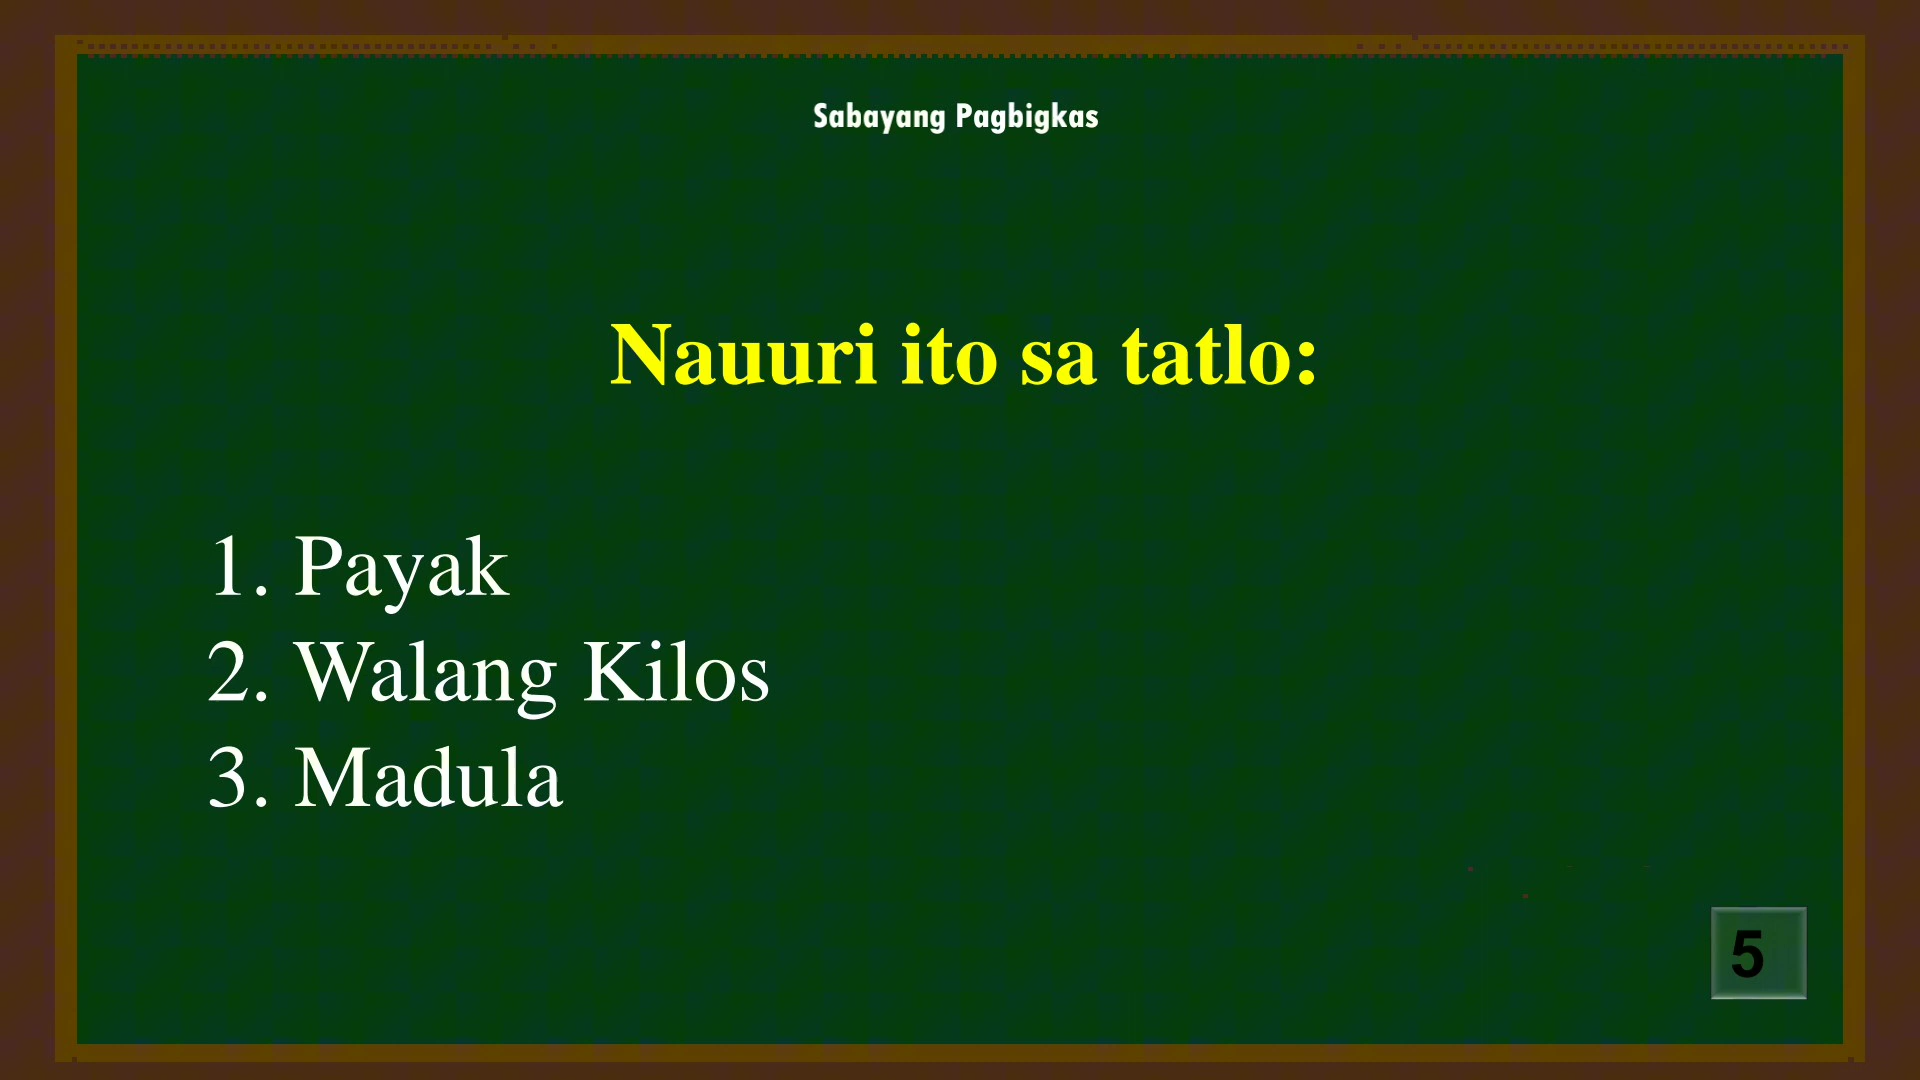 Sabayang Pagbigkas
Nauuri ito sa tatlo:
1. Payak
2. Walang Kilos
3. Madula
5